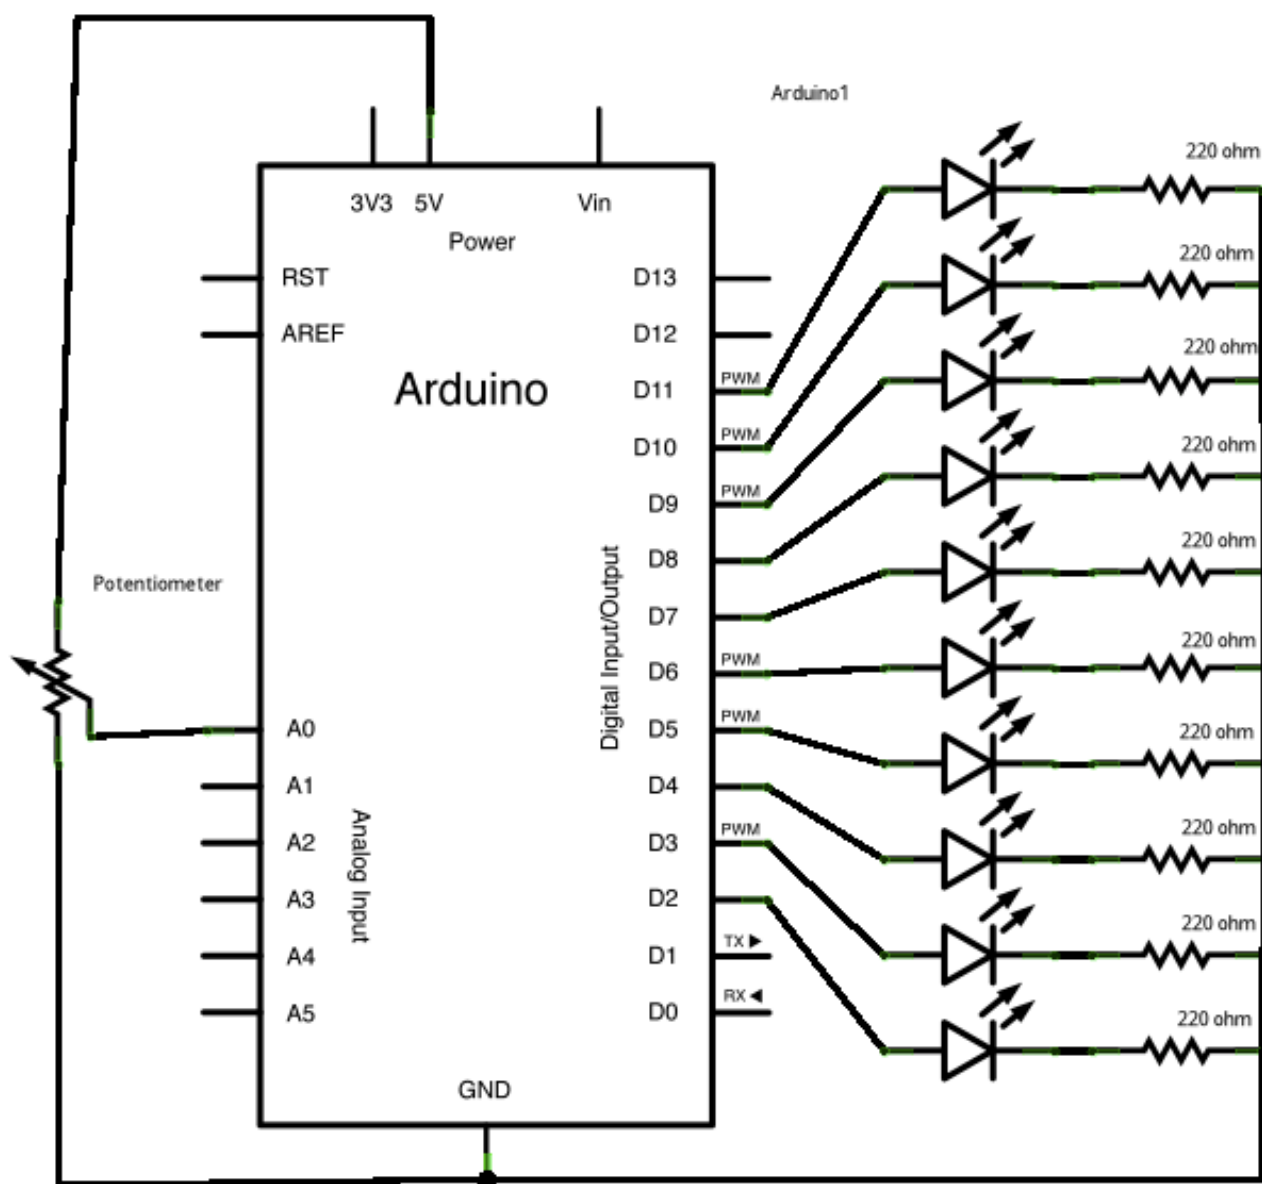 Arduino1
220 ohm
3V3 5V Vin
Power
220 ohm
RST D13
AREF D12
220 ohm
Arduino
PWM
D11
PWM
D10
220 ohm
PWM
D9
220 ohm
D8
Potentiometer
D7
Digital Input/Output
220 ohm
PWM
D6
PWM
A0 D5
220 ohm
A1 D4
Analog Input
220 ohm
PWM
A2 D3
A3 D2
220 ohm
TX
A4 D1
RX
A5 D0
220 ohm
GND